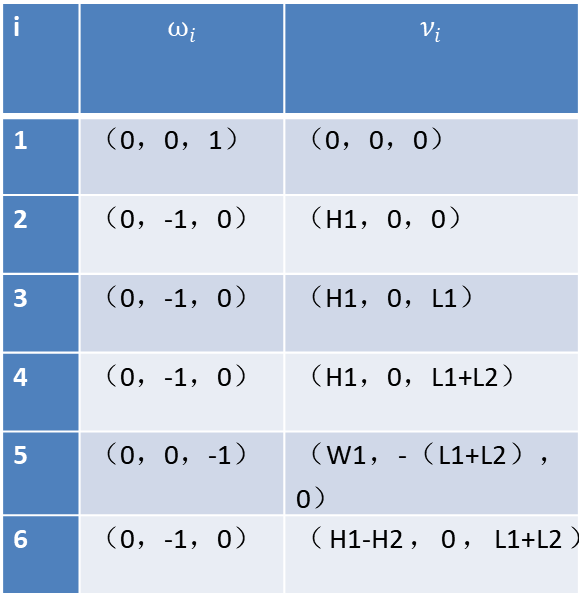 i ωᵢ νᵢ
1 （0，0，1） （0，0，0）
2 （0，-1，0） （H1，0，0）
3 （0，-1，0） （H1，0，L1）
4 （0，-1，0） （H1，0，L1+L2）
5 （0，0，-1） （W1，-（L1+L2），
0）
6 （0，-1，0） （H1-H2，0，L1+L2）